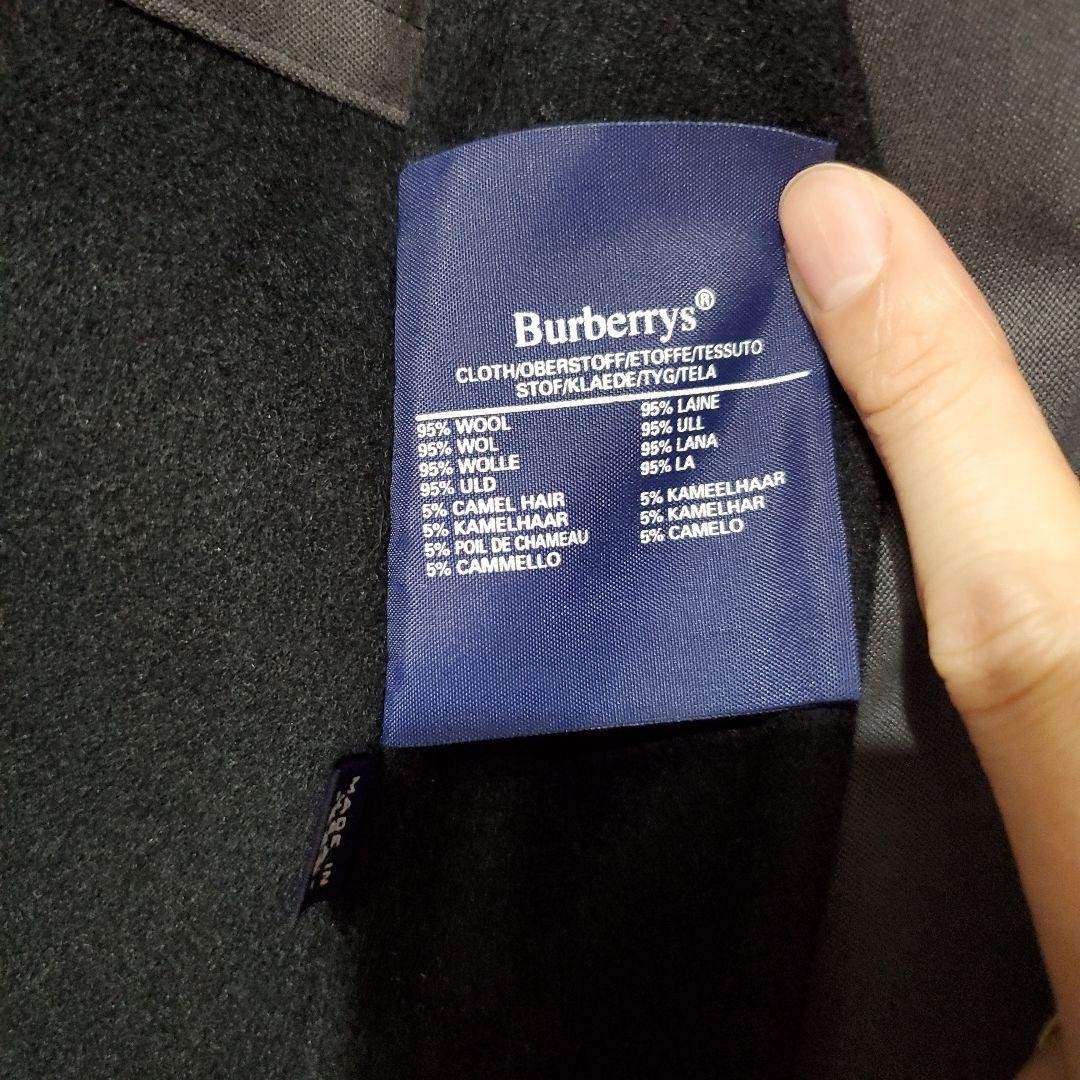 Burberrys®
CLOTH/OBERSTOFF/ETOFFE/TESSUTO
STOF/KLAEDE/TYG/TELA
95% WOOL
95% WOL
95% WOLLE
95% ULD
5% CAMEL HAIR
5% KAMELHAAR
5% POIL DE CHAMEAU
5% CAMMELLO
95% LAINE
95% ULL
95% LANA
95% LA
5% KAMEELHAAR
5% KAMELHAR
5% CAMELO
MADE IN